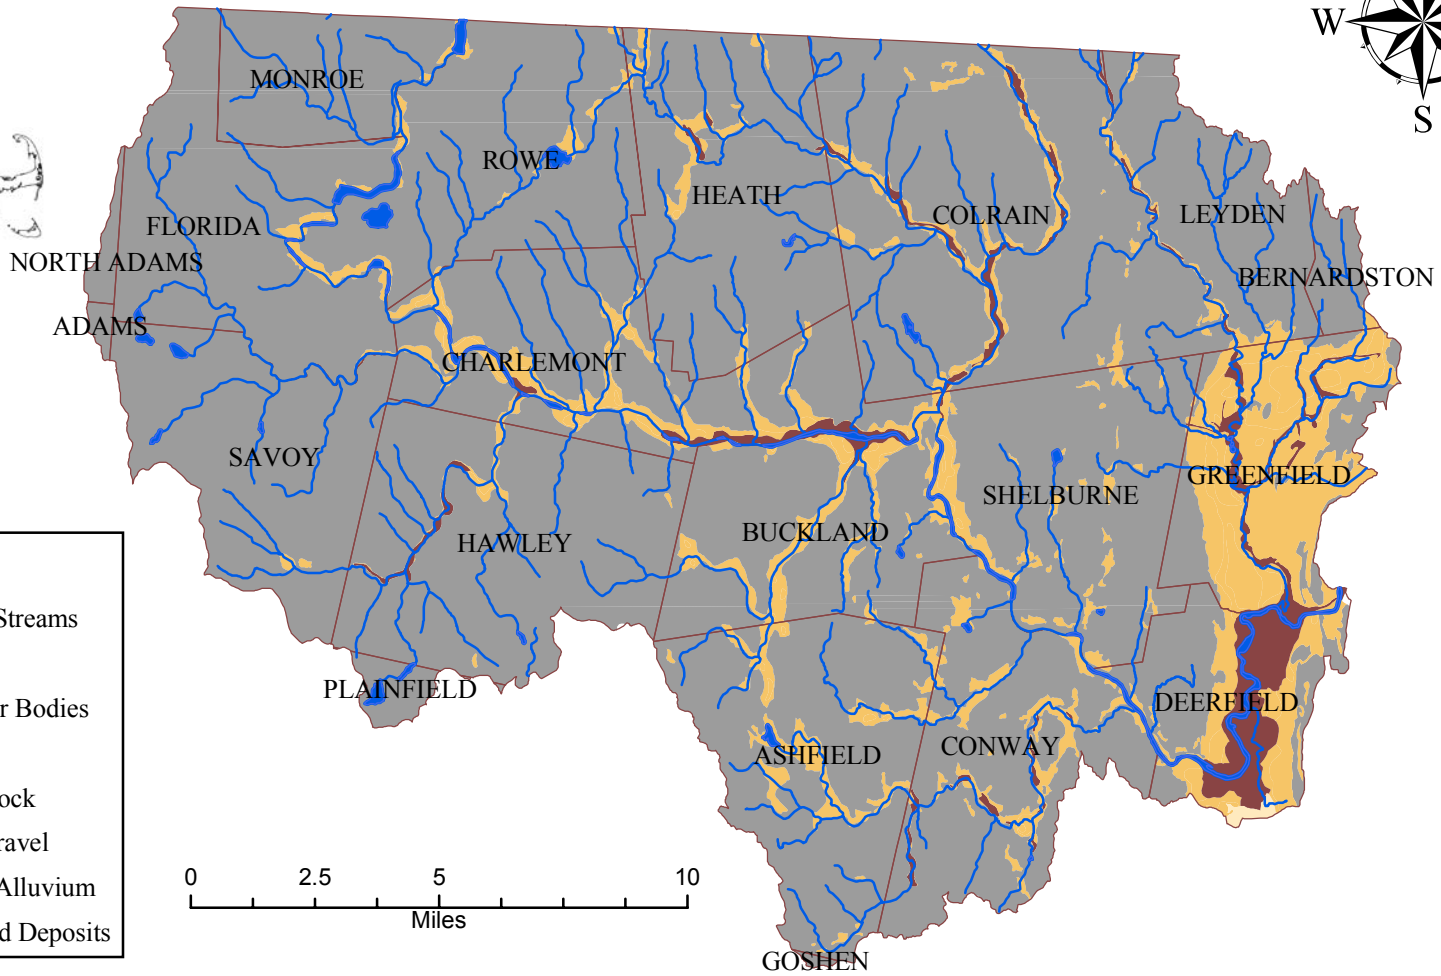 W
S
MONROE
ROWE
HEATH
FLORIDA
COLRAIN
LEYDEN
NORTH ADAMS
BERNARDSTON
ADAMS
CHARLEMONT
SAVOY
GREENFIELD
SHELBURNE
BUCKLAND
HAWLEY
Streams
PLAINFIELD
DEERFIELD
r Bodies
ASHFIELD
CONWAY
ock
ravel
Alluvium
d Deposits
0 2.5 5 10
Miles
GOSHEN